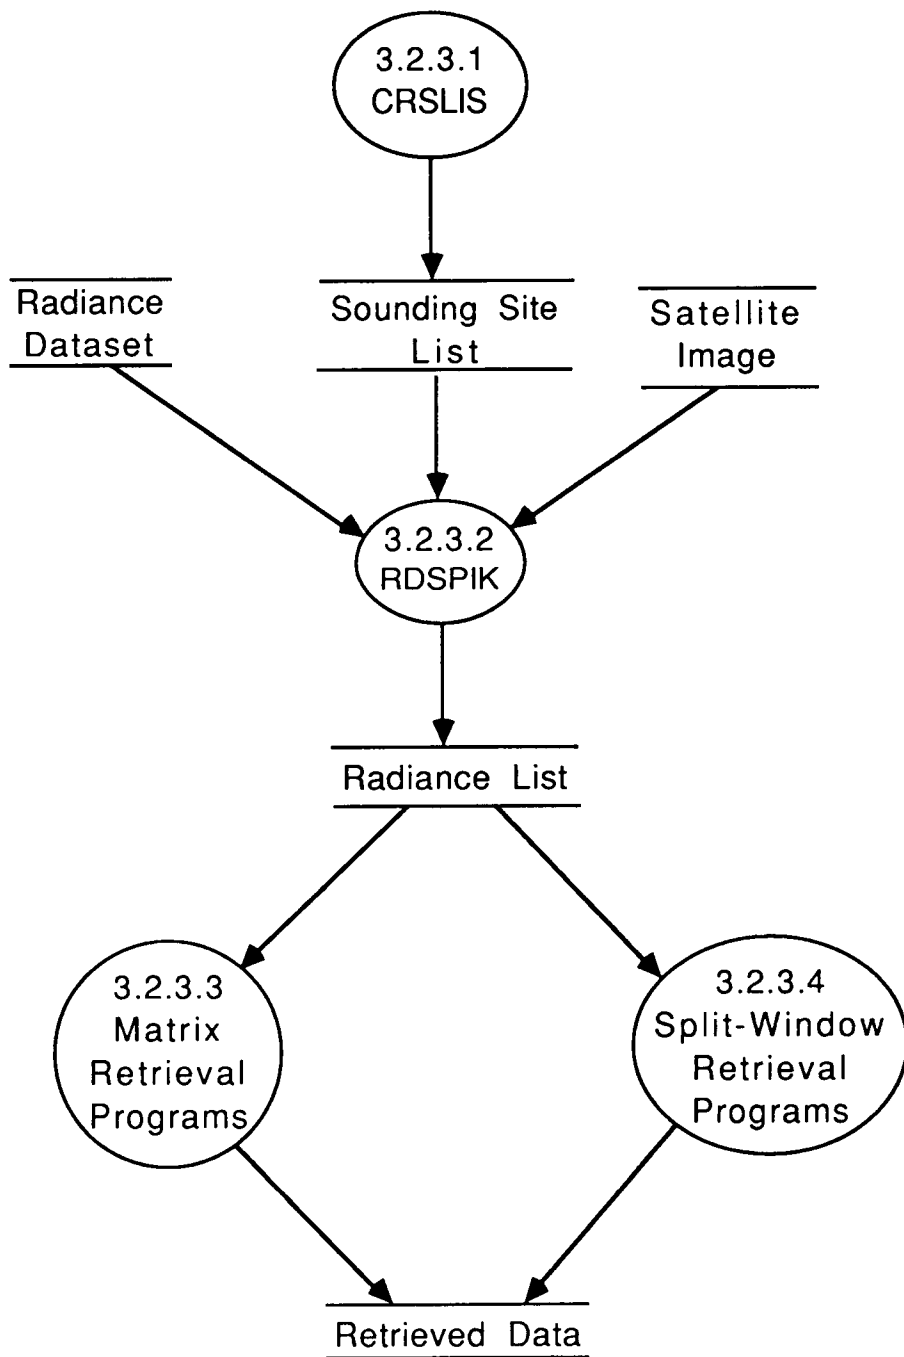 3.2.3.1
CRSLIS
Radiance
Dataset
Sounding Site
List
Satellite
Image
3.2.3.2
RDSPIK
Radiance List
3.2.3.3
Matrix
Retrieval
Programs
3.2.3.4
Split-Window
Retrieval
Programs
Retrieved Data